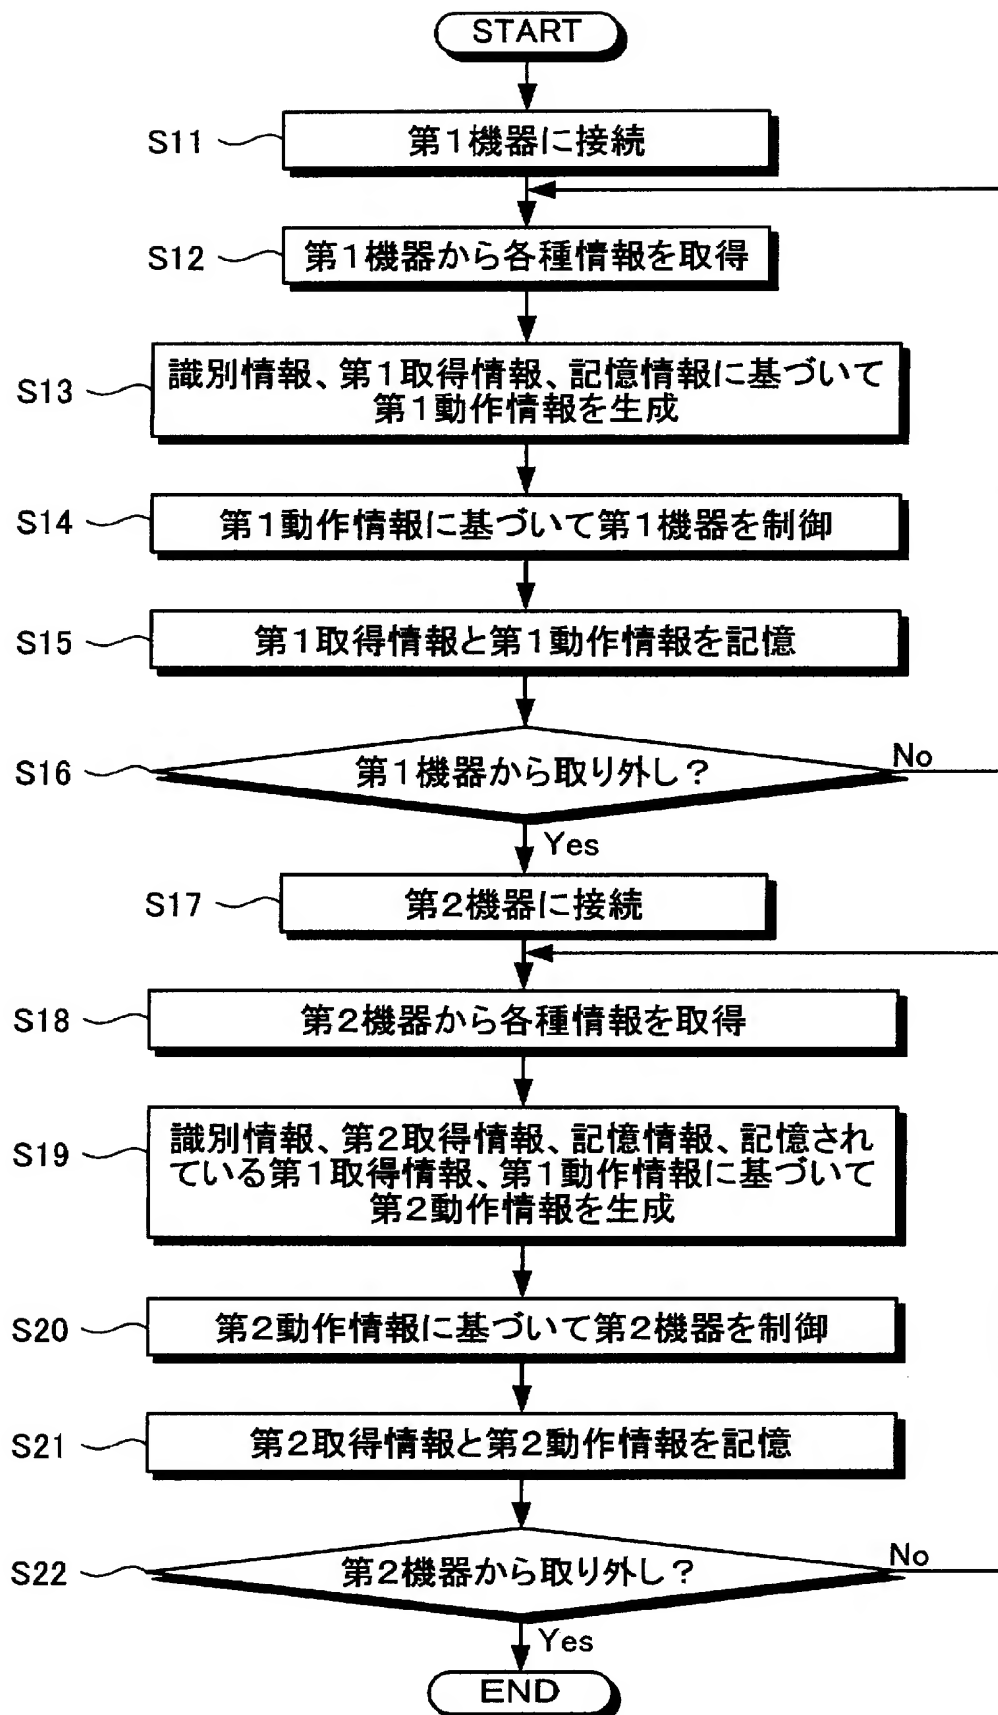 START
S11
第1機器に接続
S12
第1機器から各種情報を取得
S13
識別情報、第1取得情報、記憶情報に基づいて
第1動作情報を生成
S14
第1動作情報に基づいて第1機器を制御
S15
第1取得情報と第1動作情報を記憶
S16
第1機器から取り外し?
No
Yes
S17
第2機器に接続
S18
第2機器から各種情報を取得
S19
識別情報、第2取得情報、記憶情報、記憶され
ている第1取得情報、第1動作情報に基づいて
第2動作情報を生成
S20
第2動作情報に基づいて第2機器を制御
S21
第2取得情報と第2動作情報を記憶
S22
第2機器から取り外し?
No
Yes
END